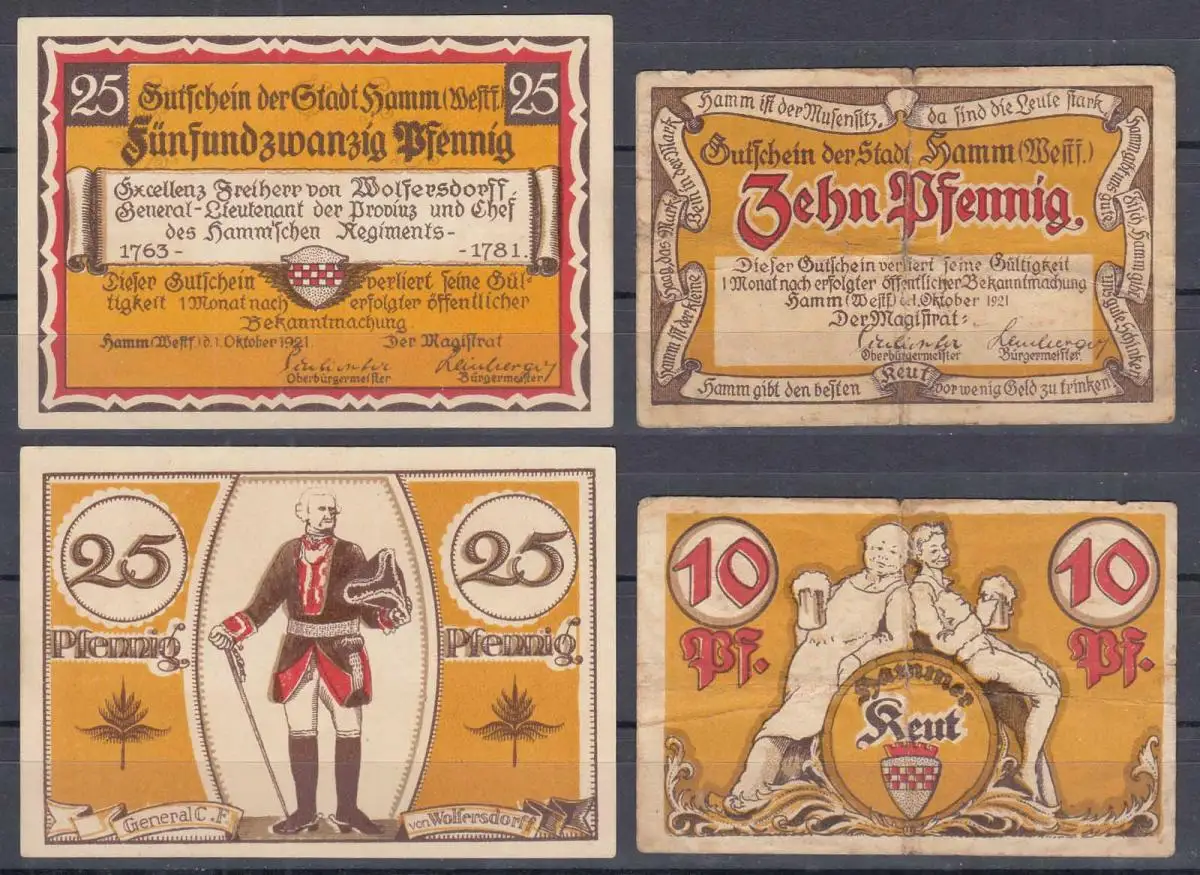 25 Gutschein der Stadt Hamm (Westf.) 25
Fünfundzwanzig Pfennig
Excellenz Freiherr von Wolfersdorff,
General-Lieutenant der Provinz und Chef
des Hamm'schen Regiments-
1763- -1781.
Dieser Gutschein verliert seine Gül-
tigkeit 1 Monat nach erfolgter öffentlicher
Bekanntmachung
Hamm (Westf) d.1.Oktober 1921. Der Magistrat
Oberbürgermeister Bürgermeister
Hamm ist der Musensitz, da sind die Leute stark
Gutschein der Stadt Hamm (Westf.)
Zehn Pfennig.
Dieser Gutschein verliert seine Gültigkeit
1 Monat nach erfolgter öffentlicher Bekanntmachung
Hamm (Westf) d.1. Oktober 1921
Der Magistrat:
Oberbürgermeister Bürgermeister
Hamm ist der kleine
Hamm gibt den besten Keut vor wenig Geld zu trinken
25 25
Pfennig. Pfennig.
General C. F. von Wolfersdorff
10 10
Pf. Pf.
Hammer
Keut